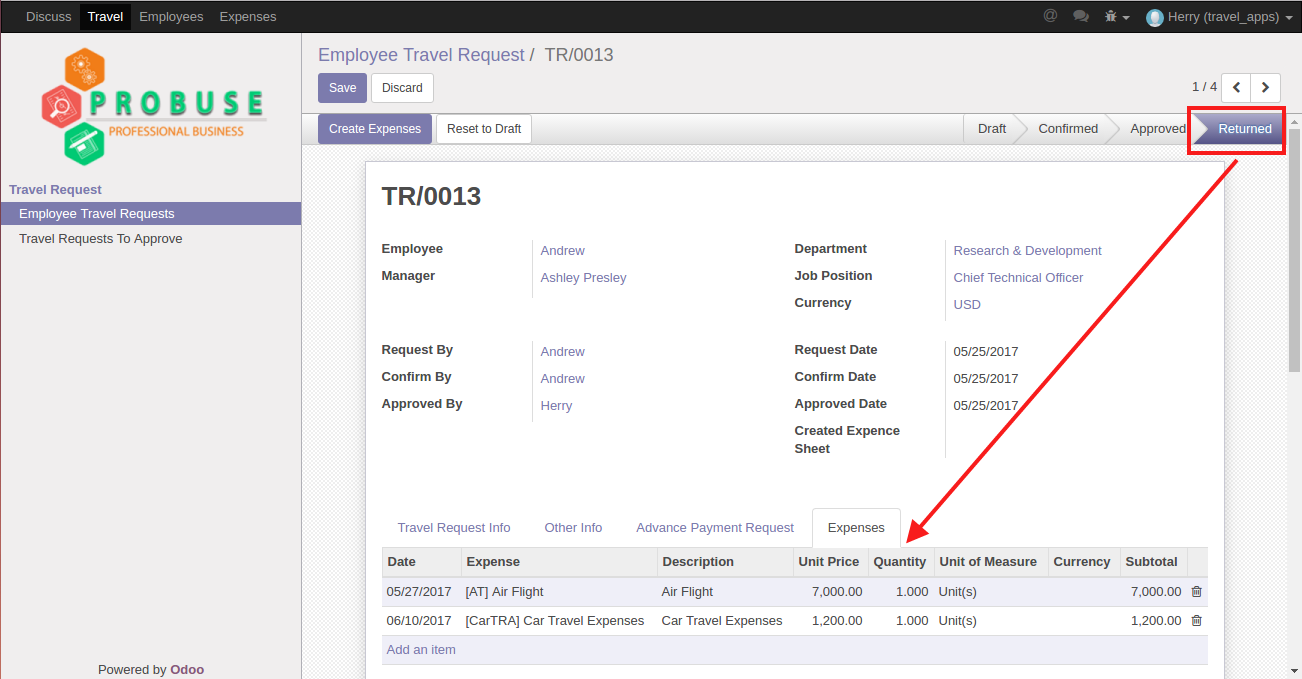 Discuss Travel Employees Expenses @ Herry (travel_apps)
PROBUSE
PROFESSIONAL BUSINESS
Travel Request
Employee Travel Requests
Travel Requests To Approve
Powered by Odoo
Employee Travel Request / TR/0013
Save Discard 1 / 4
Create Expenses Reset to Draft Draft Confirmed Approved Returned
TR/0013
Employee Andrew Department Research & Development
Manager Ashley Presley Job Position Chief Technical Officer
Currency USD
Request By Andrew Request Date 05/25/2017
Confirm By Andrew Confirm Date 05/25/2017
Approved By Herry Approved Date 05/25/2017
Created Expence
Sheet
Travel Request Info Other Info Advance Payment Request Expenses
Date Expense Description Unit Price Quantity Unit of Measure Currency Subtotal
05/27/2017 [AT] Air Flight Air Flight 7,000.00 1.000 Unit(s) 7,000.00
06/10/2017 [CarTRA] Car Travel Expenses Car Travel Expenses 1,200.00 1.000 Unit(s) 1,200.00
Add an item